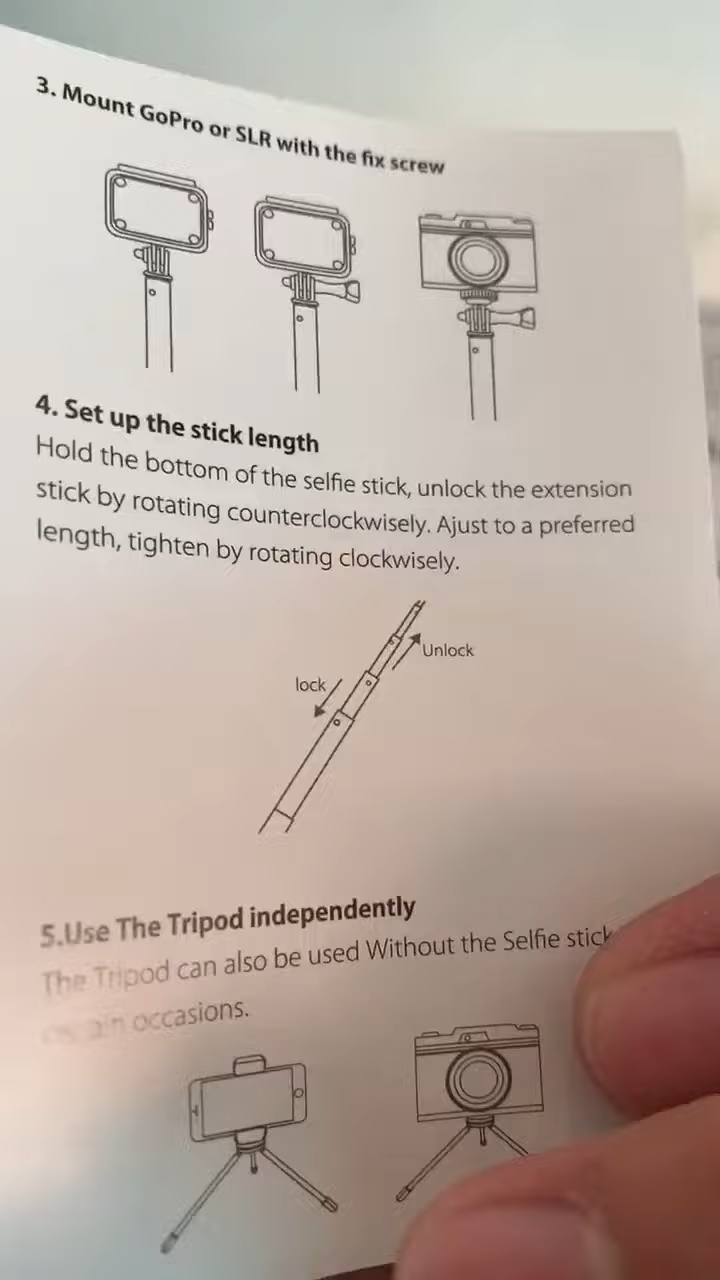 3. Mount GoPro or SLR with the fix screw
4. Set up the stick length
Hold the bottom of the selfie stick, unlock the extension
stick by rotating counterclockwisely. Ajust to a preferred
length, tighten by rotating clockwisely.
Unlock
lock
5.Use The Tripod independently
The Tripod can also be used Without the Selfie stick
occasions.